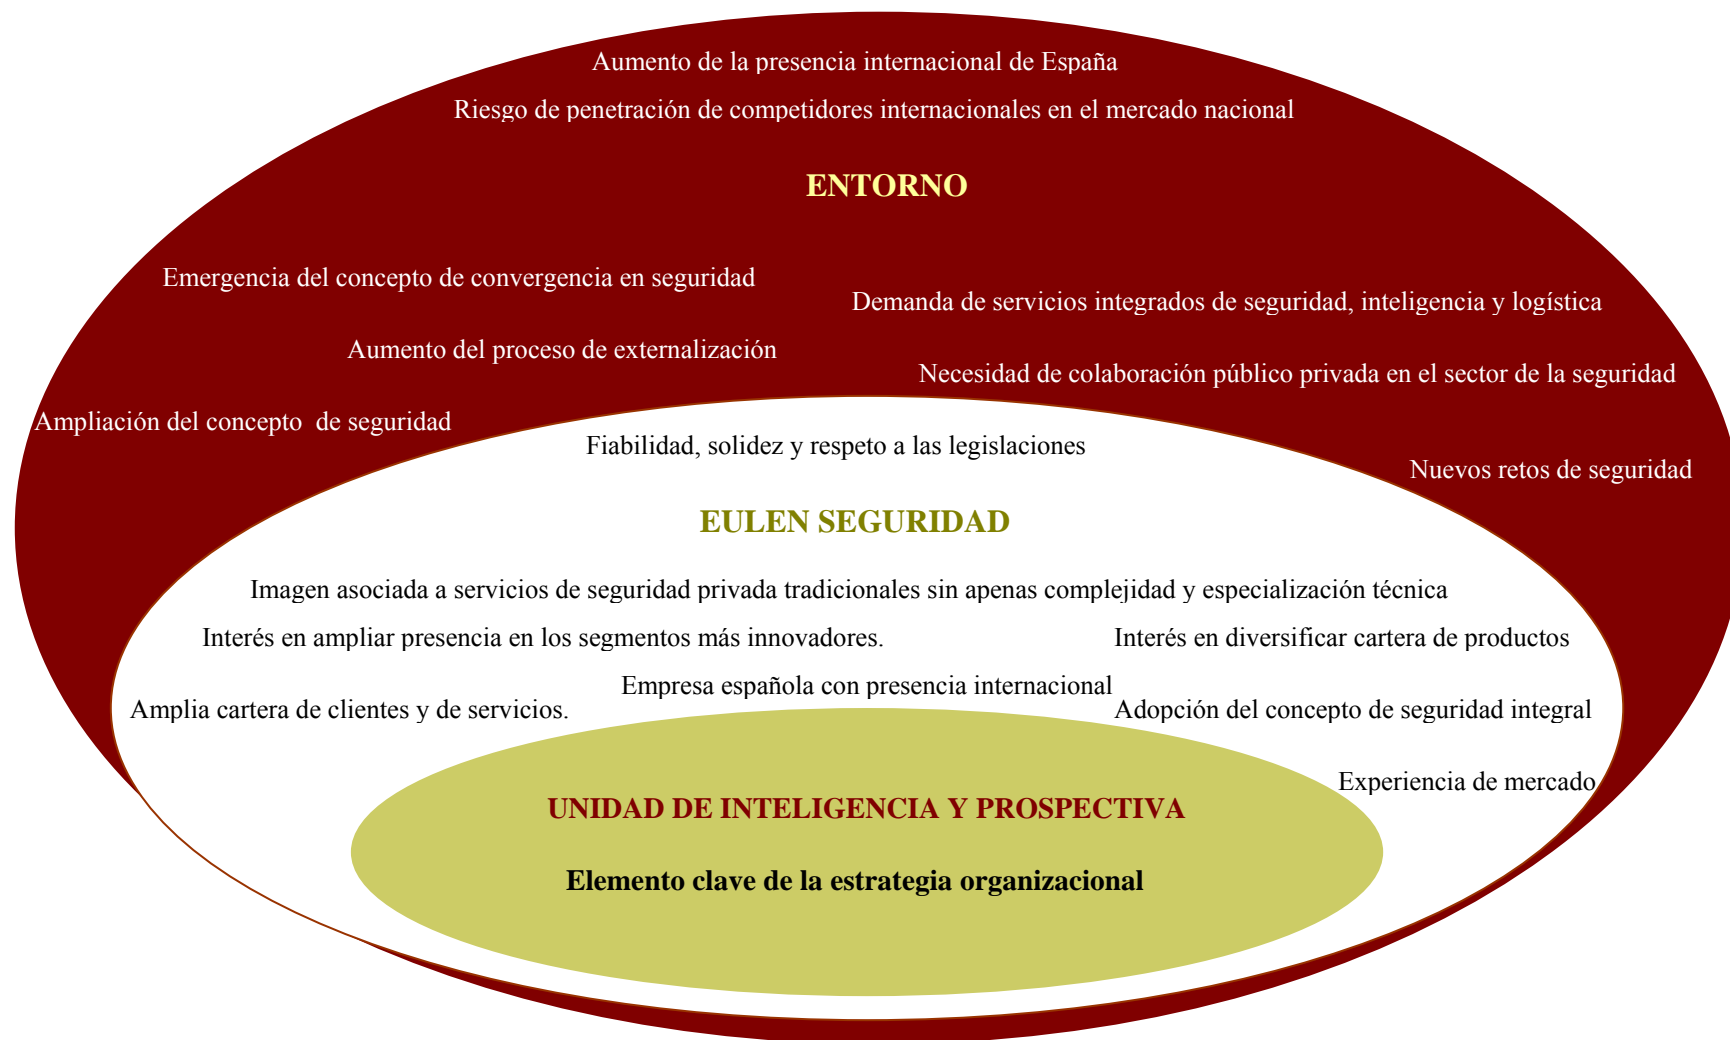 Aumento de la presencia internacional de España
Riesgo de penetración de competidores internacionales en el mercado nacional
ENTORNO
Emergencia del concepto de convergencia en seguridad
Demanda de servicios integrados de seguridad, inteligencia y logística
Aumento del proceso de externalización
Necesidad de colaboración público privada en el sector de la seguridad
Ampliación del concepto  de seguridad
Fiabilidad, solidez y respeto a las legislaciones
Nuevos retos de seguridad
EULEN SEGURIDAD
Imagen asociada a servicios de seguridad privada tradicionales sin apenas complejidad y especialización técnica
Interés en ampliar presencia en los segmentos más innovadores.
Interés en diversificar cartera de productos
Empresa española con presencia internacional
Amplia cartera de clientes y de servicios.
Adopción del concepto de seguridad integral
Experiencia de mercado
UNIDAD DE INTELIGENCIA Y PROSPECTIVA
Elemento clave de la estrategia organizacional